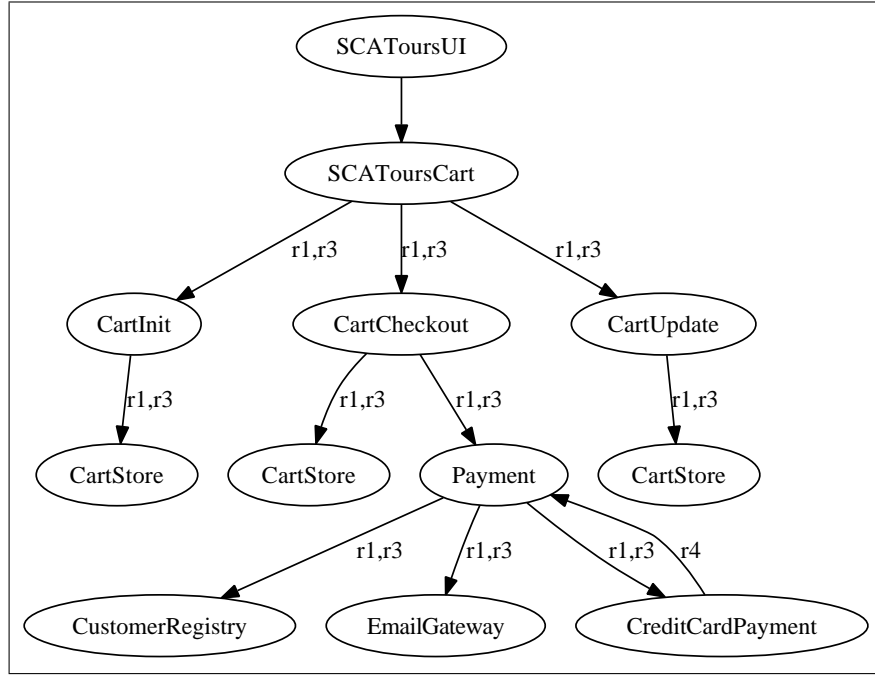 SCAToursUI
SCAToursCart
r1,r3
r1,r3
r1,r3
CartInit
CartCheckout
CartUpdate
r1,r3
r1,r3
r1,r3
r1,r3
CartStore
CartStore
Payment
CartStore
r1,r3
r1,r3
r1,r3
r4
CustomerRegistry
EmailGateway
CreditCardPayment